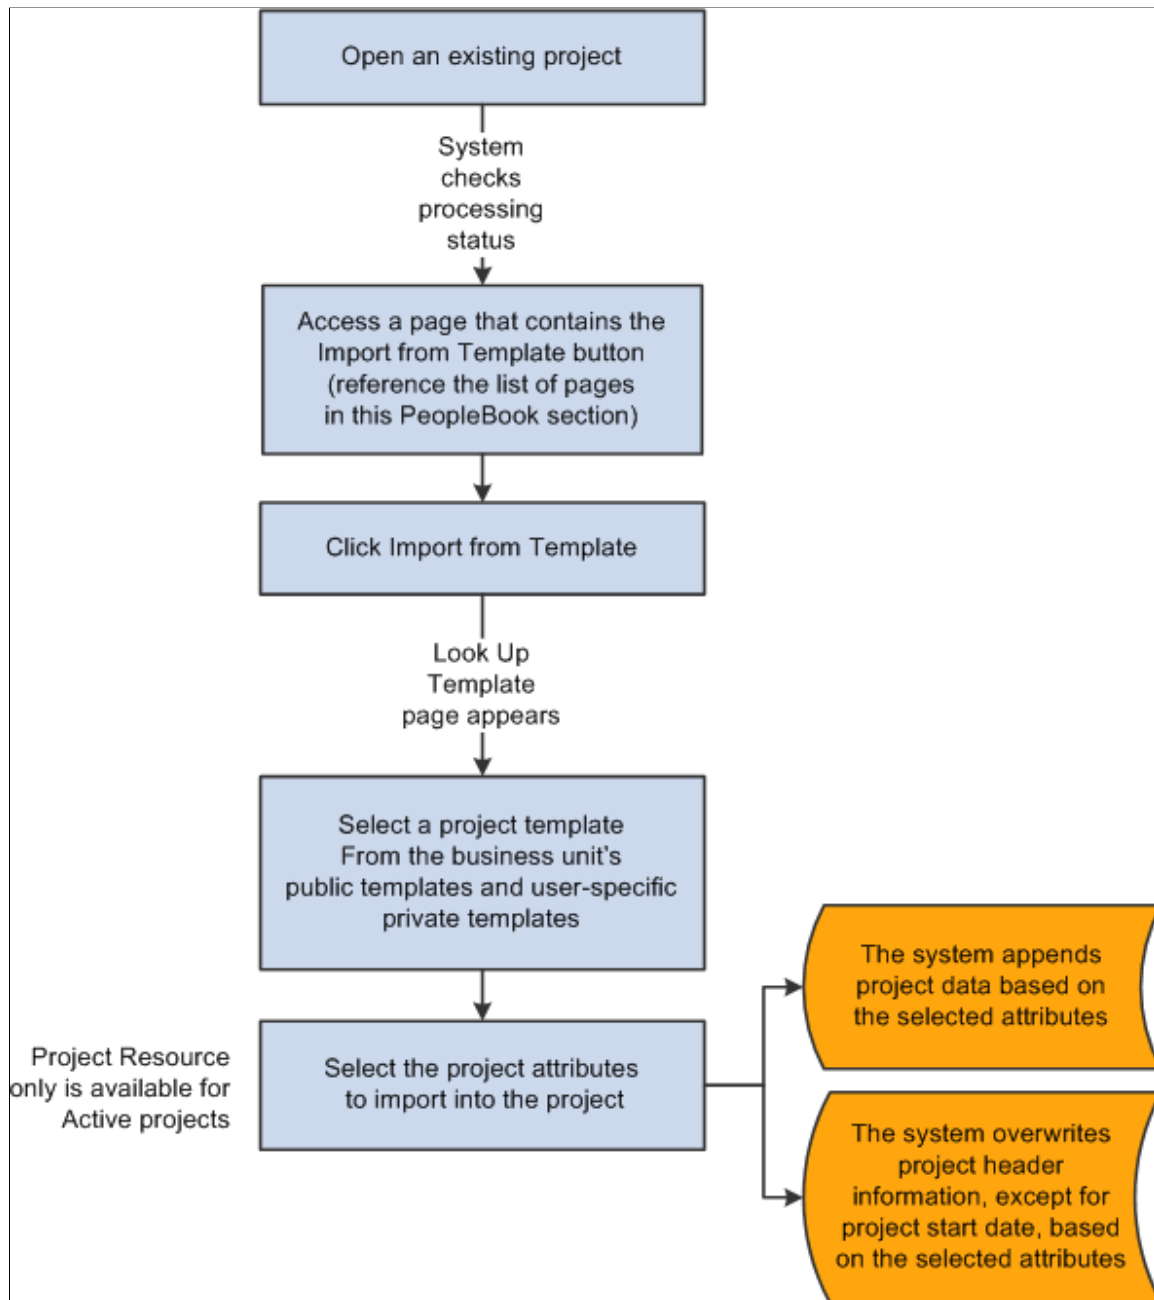 Open an existing project
System
checks
processing
status
Access a page that contains the
Import from Template button
(reference the list of pages
in this PeopleBook section)
Click Import from Template
Look Up
Template
page appears
Select a project template
From the business unit's
public templates and user-specific
private templates
Project Resource
only is available for
Active projects
Select the project attributes
to import into the project
The system appends
project data based on
the selected attributes
The system overwrites
project header
information, except for
project start date, based
on the selected attributes